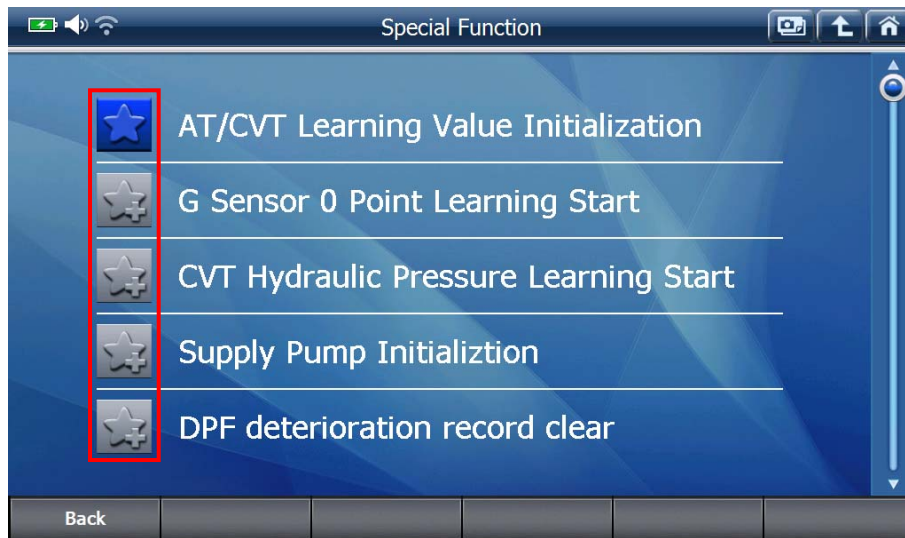 Special Function
AT/CVT Learning Value Initialization
G Sensor 0 Point Learning Start
CVT Hydraulic Pressure Learning Start
Supply Pump Initializtion
DPF deterioration record clear
Back